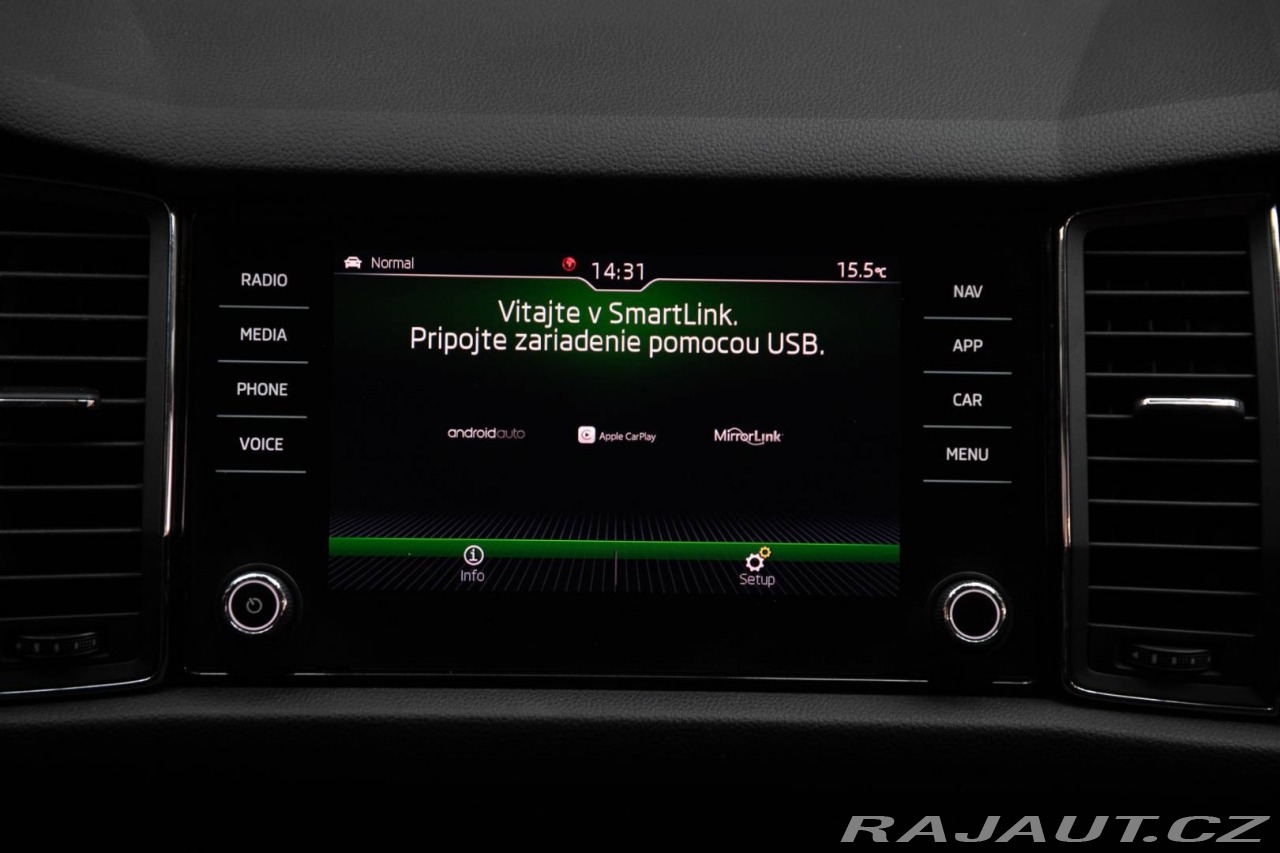 Normal
14:31
15.5°C
Vitajte v SmartLink.
Pripojte zariadenie pomocou USB.
androidauto
Apple CarPlay
MirrorLink
Info
Setup
RADIO
MEDIA
PHONE
VOICE
NAV
APP
CAR
MENU
RAJAUT.CZ